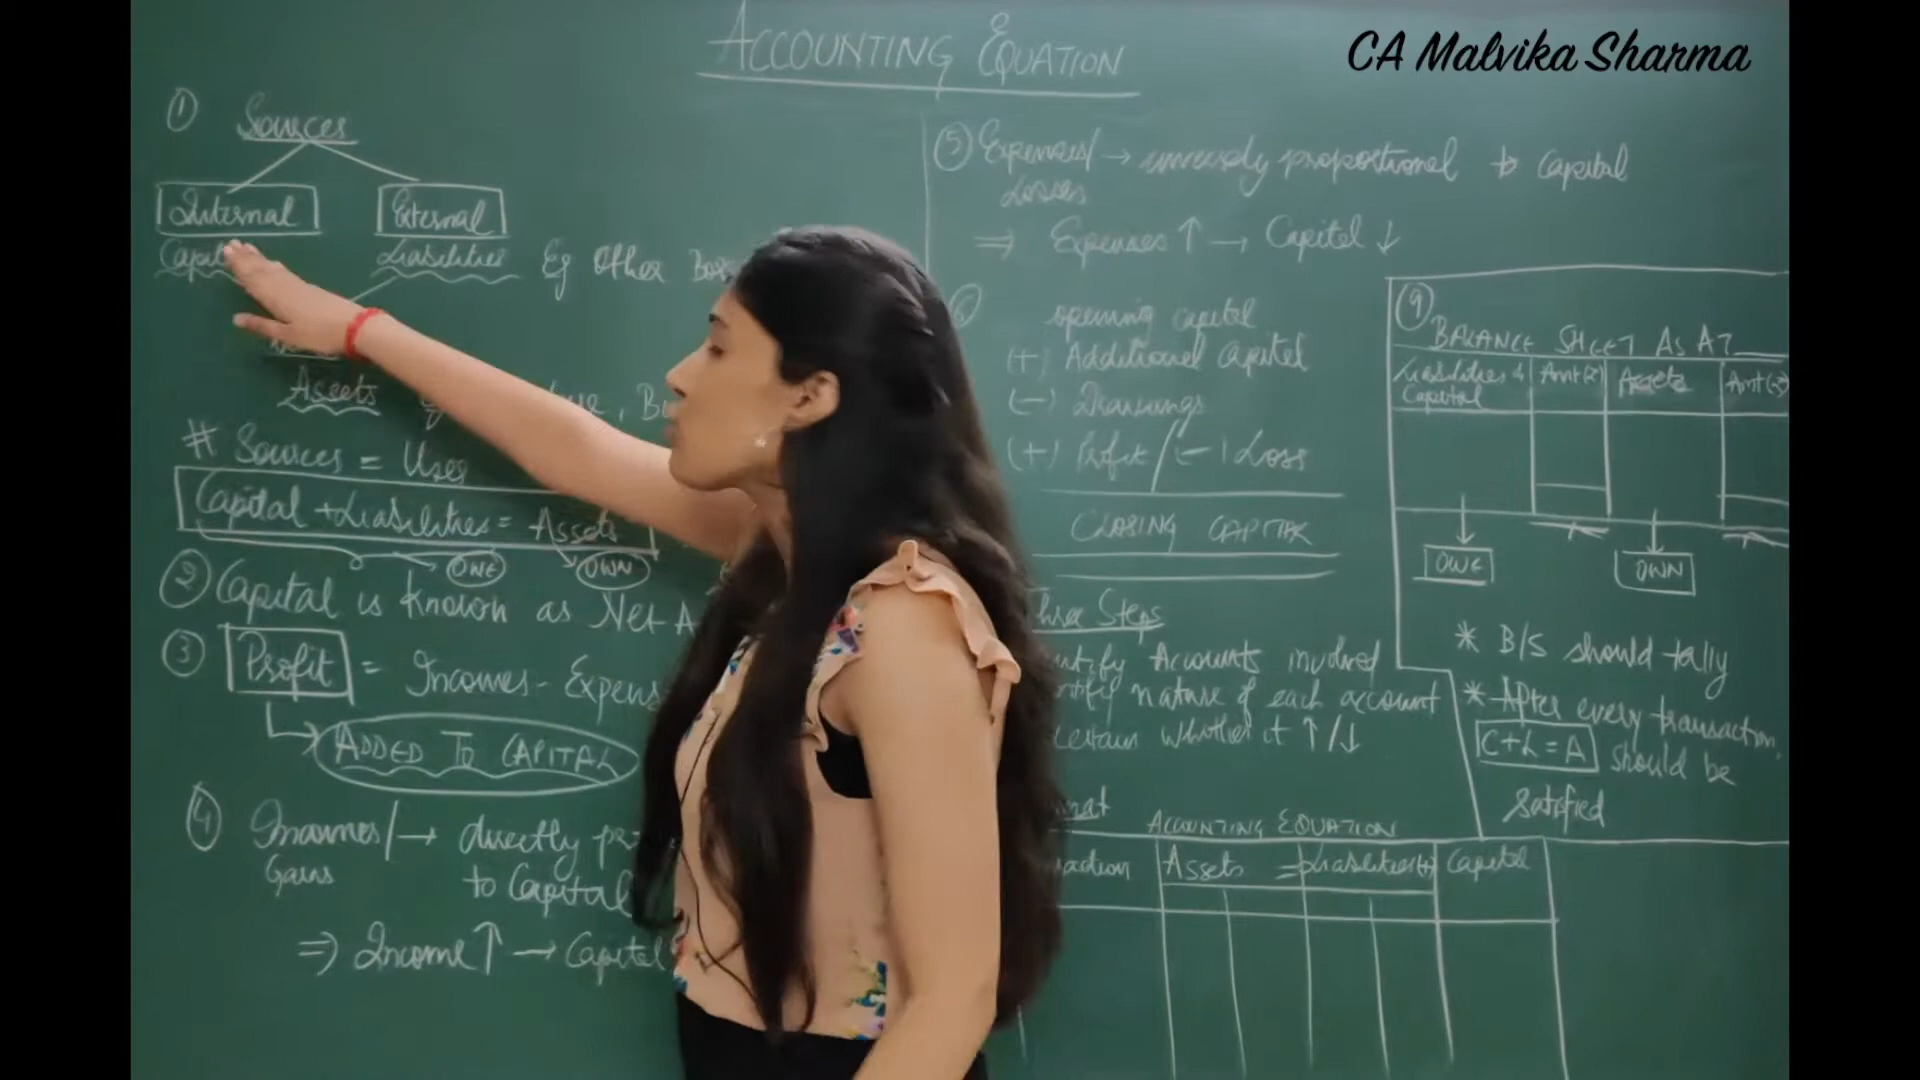 ACCOUNTING EQUATION
CA Malvika Sharma
① Sources
Internal External
Liabilities Eg Other
Assets
# Sources = Uses
Capital + Liabilities = Assets
OWE OWN
② Capital is known as Net
③ Profit = Incomes - 
ADDED TO CAPITAL
④ Incomes/ → directly
Gains to Capital
⇒ Income ↑ → Capital
⑤ Expenses/ → inversely proportional to Capital
Losses
⇒ Expenses ↑ → Capital ↓
opening capital
(+) Additional Capital
(-) Drawings
(+) Profit / (-) Loss
CLOSING CAPITAL
Steps
Accounts involved
nature of each account
whether it ↑/↓
ACCOUNTING EQUATION
Assets = Liabilities (+) Capital
⑨
BALANCE SHEET AS AT
Liabilities & Amt(₹) Assets Amt(₹)
Capital
OWE OWN
* B/S should tally
* After every transaction,
C+L=A should be
satisfied